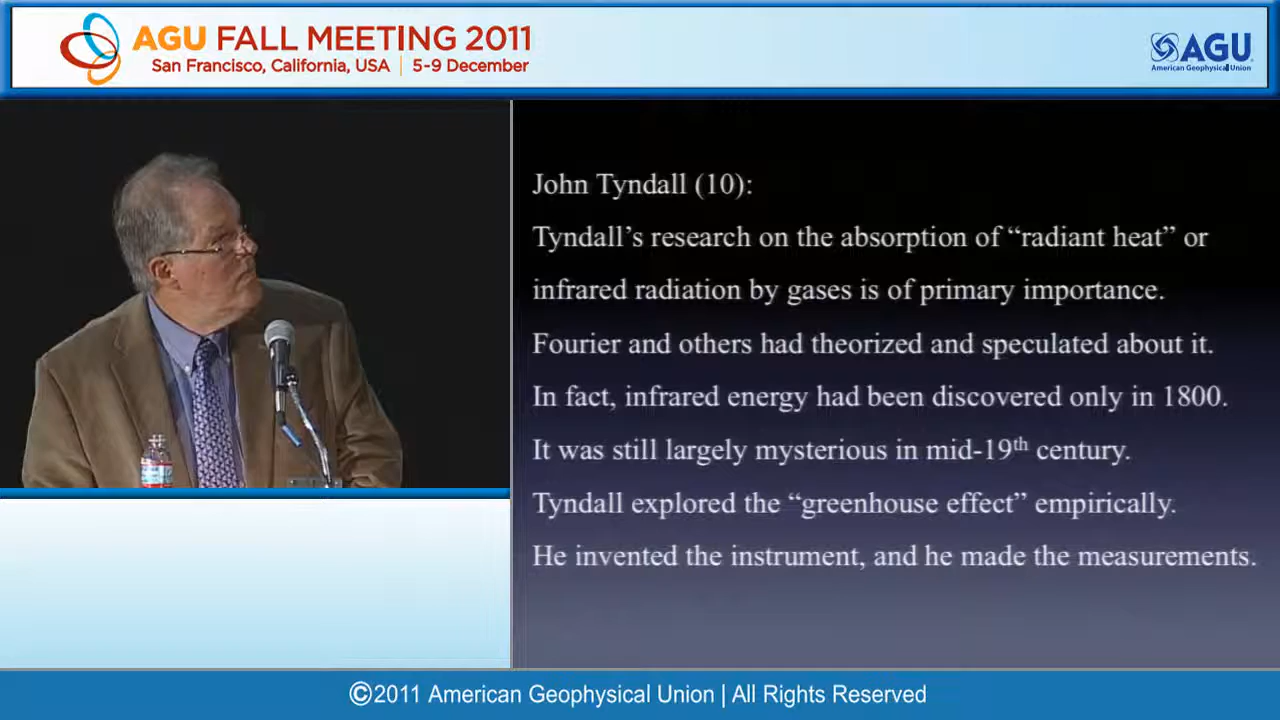 AGU FALL MEETING 2011
San Francisco, California, USA | 5-9 December
AGU
American Geophysical Union
John Tyndall (10):
Tyndall's research on the absorption of “radiant heat” or
infrared radiation by gases is of primary importance.
Fourier and others had theorized and speculated about it.
In fact, infrared energy had been discovered only in 1800.
It was still largely mysterious in mid-19th century.
Tyndall explored the “greenhouse effect” empirically.
He invented the instrument, and he made the measurements.
©2011 American Geophysical Union | All Rights Reserved